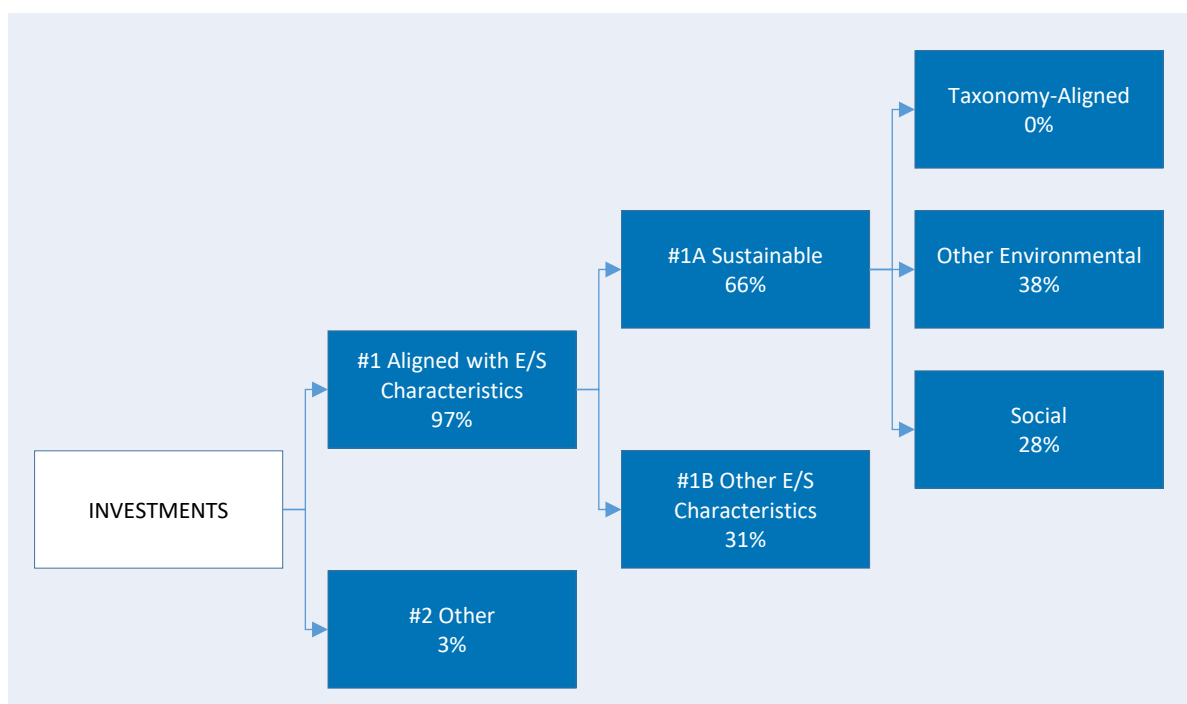 INVESTMENTS
#1 Aligned with E/S
Characteristics
97%
#2 Other
3%
#1A Sustainable
66%
#1B Other E/S
Characteristics
31%
Taxonomy-Aligned
0%
Other Environmental
38%
Social
28%